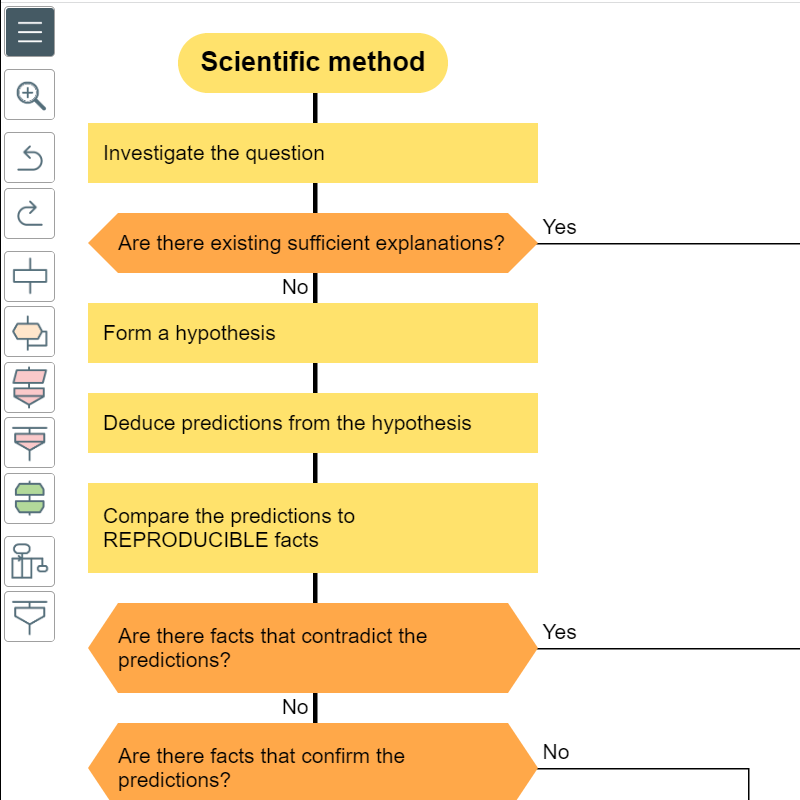 Scientific method
Investigate the question
Are there existing sufficient explanations?
Yes
No
Form a hypothesis
Deduce predictions from the hypothesis
Compare the predictions to
REPRODUCIBLE facts
Are there facts that contradict the
predictions?
Yes
No
Are there facts that confirm the
predictions?
No